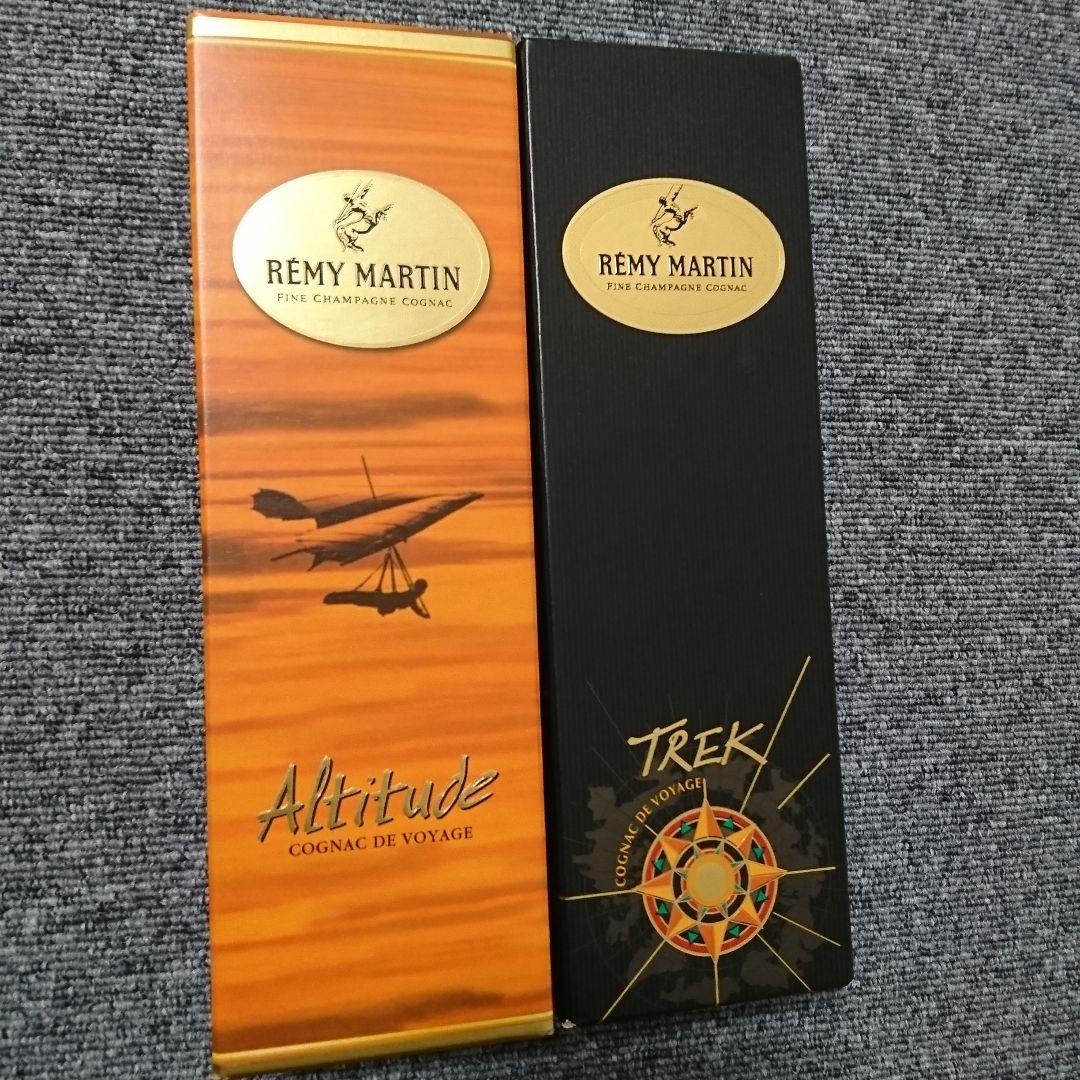 RÉMY MARTIN
FINE CHAMPAGNE COGNAC
Altitude
COGNAC DE VOYAGE
RÉMY MARTIN
FINE CHAMPAGNE COGNAC
TREK
COGNAC DE VOYAGE